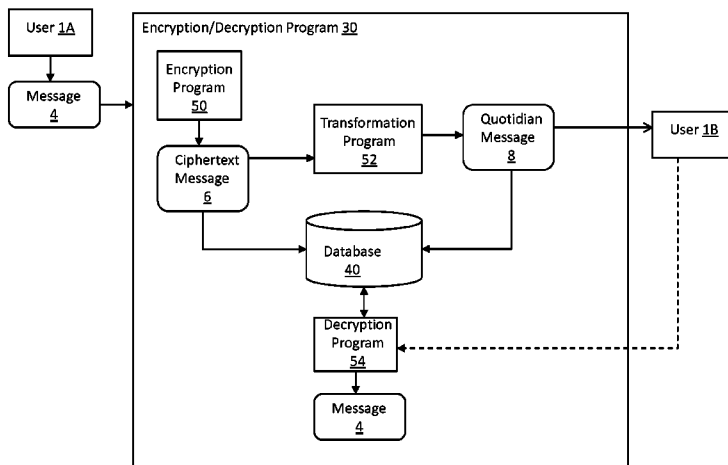 User 1A
Message
4
Encryption/Decryption Program 30
Encryption
Program
50
Ciphertext
Message
6
Transformation
Program
52
Quotidian
Message
8
User 1B
Database
40
Decryption
Program
54
Message
4